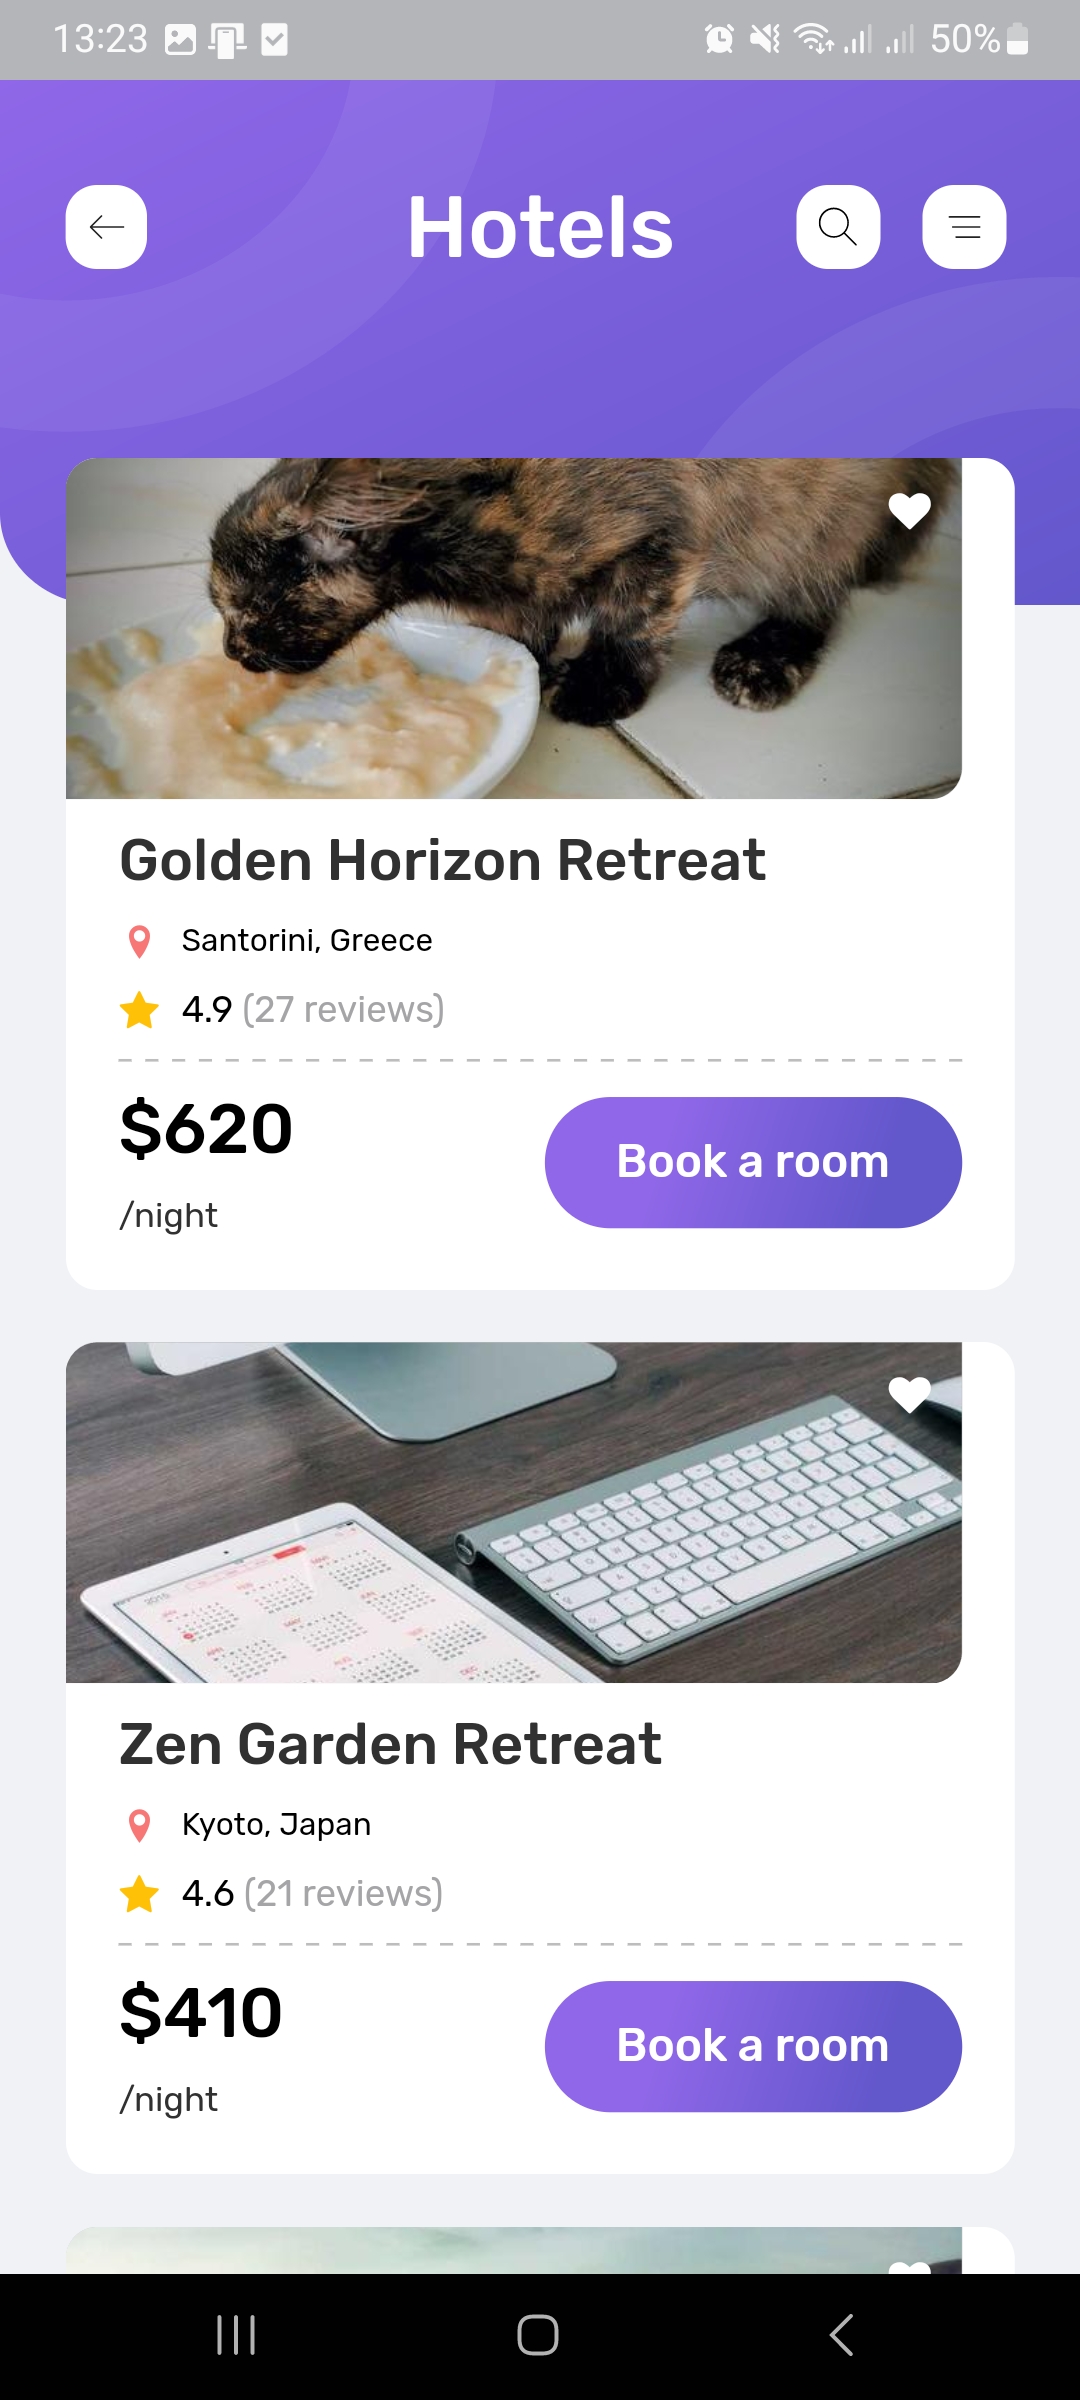 13:23
50%
Hotels
Golden Horizon Retreat
Santorini, Greece
4.9 (27 reviews)
$620
/night
Book a room
2015
Zen Garden Retreat
Kyoto, Japan
4.6 (21 reviews)
$410
/night
Book a room